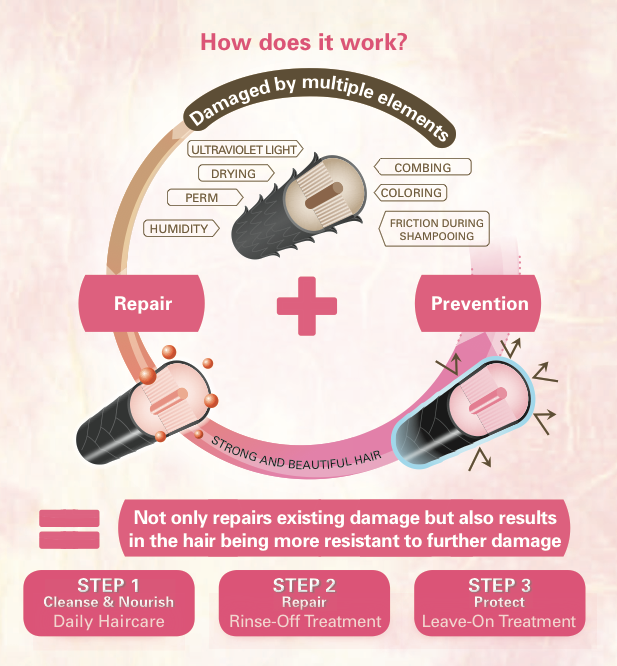 How does it work?
Damaged by multiple elements
ULTRAVIOLET LIGHT
DRYING
PERM
HUMIDITY
COMBING
COLORING
FRICTION DURING
SHAMPOOING
Repair
Prevention
STRONG AND BEAUTIFUL HAIR
Not only repairs existing damage but also results
in the hair being more resistant to further damage
STEP 1
Cleanse & Nourish
Daily Haircare
STEP 2
Repair
Rinse-Off Treatment
STEP 3
Protect
Leave-On Treatment